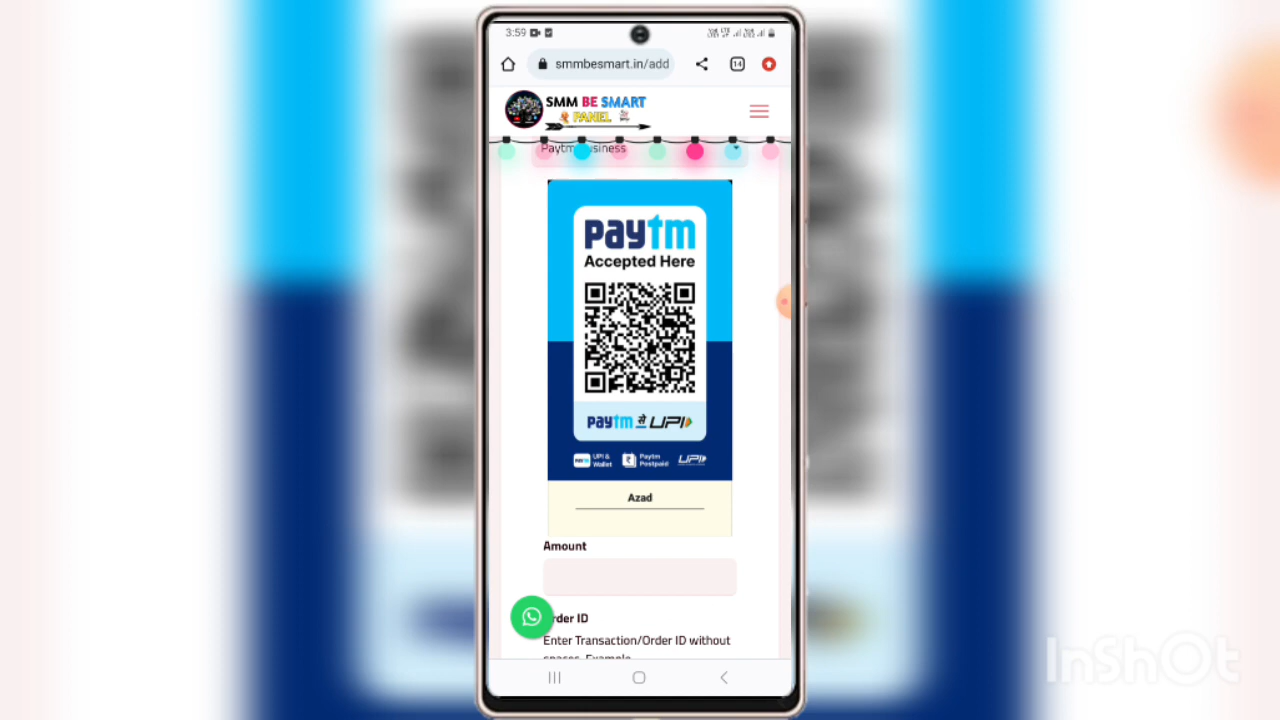 3:59
smmbesmart.in/add
14
SMM BE SMART
PANEL
Paytm Business
paytm
Accepted Here
paytm से UPI
UPI & Wallet
Paytm Postpaid
UPI
Azad
Amount
Order ID
Enter Transaction/Order ID without
spaces. Example
InShOt